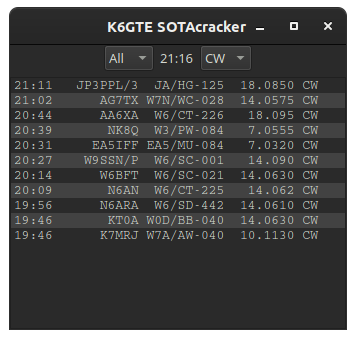 K6GTE SOTAcracker
All 21:16 CW
21:11 JP3PPL/3 JA/HG-125 18.0850 CW
21:02 AG7TX W7N/WC-028 14.0575 CW
20:44 AA6XA W6/CT-226 18.095 CW
20:39 NK8Q W3/PW-084 7.0555 CW
20:31 EA5IFF EA5/MU-084 7.0320 CW
20:27 W9SSN/P W6/SC-001 14.090 CW
20:14 W6BFT W6/SC-021 14.0630 CW
20:09 N6AN W6/CT-225 14.062 CW
19:56 N6ARA W6/SD-442 14.0610 CW
19:46 KT0A W0D/BB-040 14.0630 CW
19:46 K7MRJ W7A/AW-040 10.1130 CW